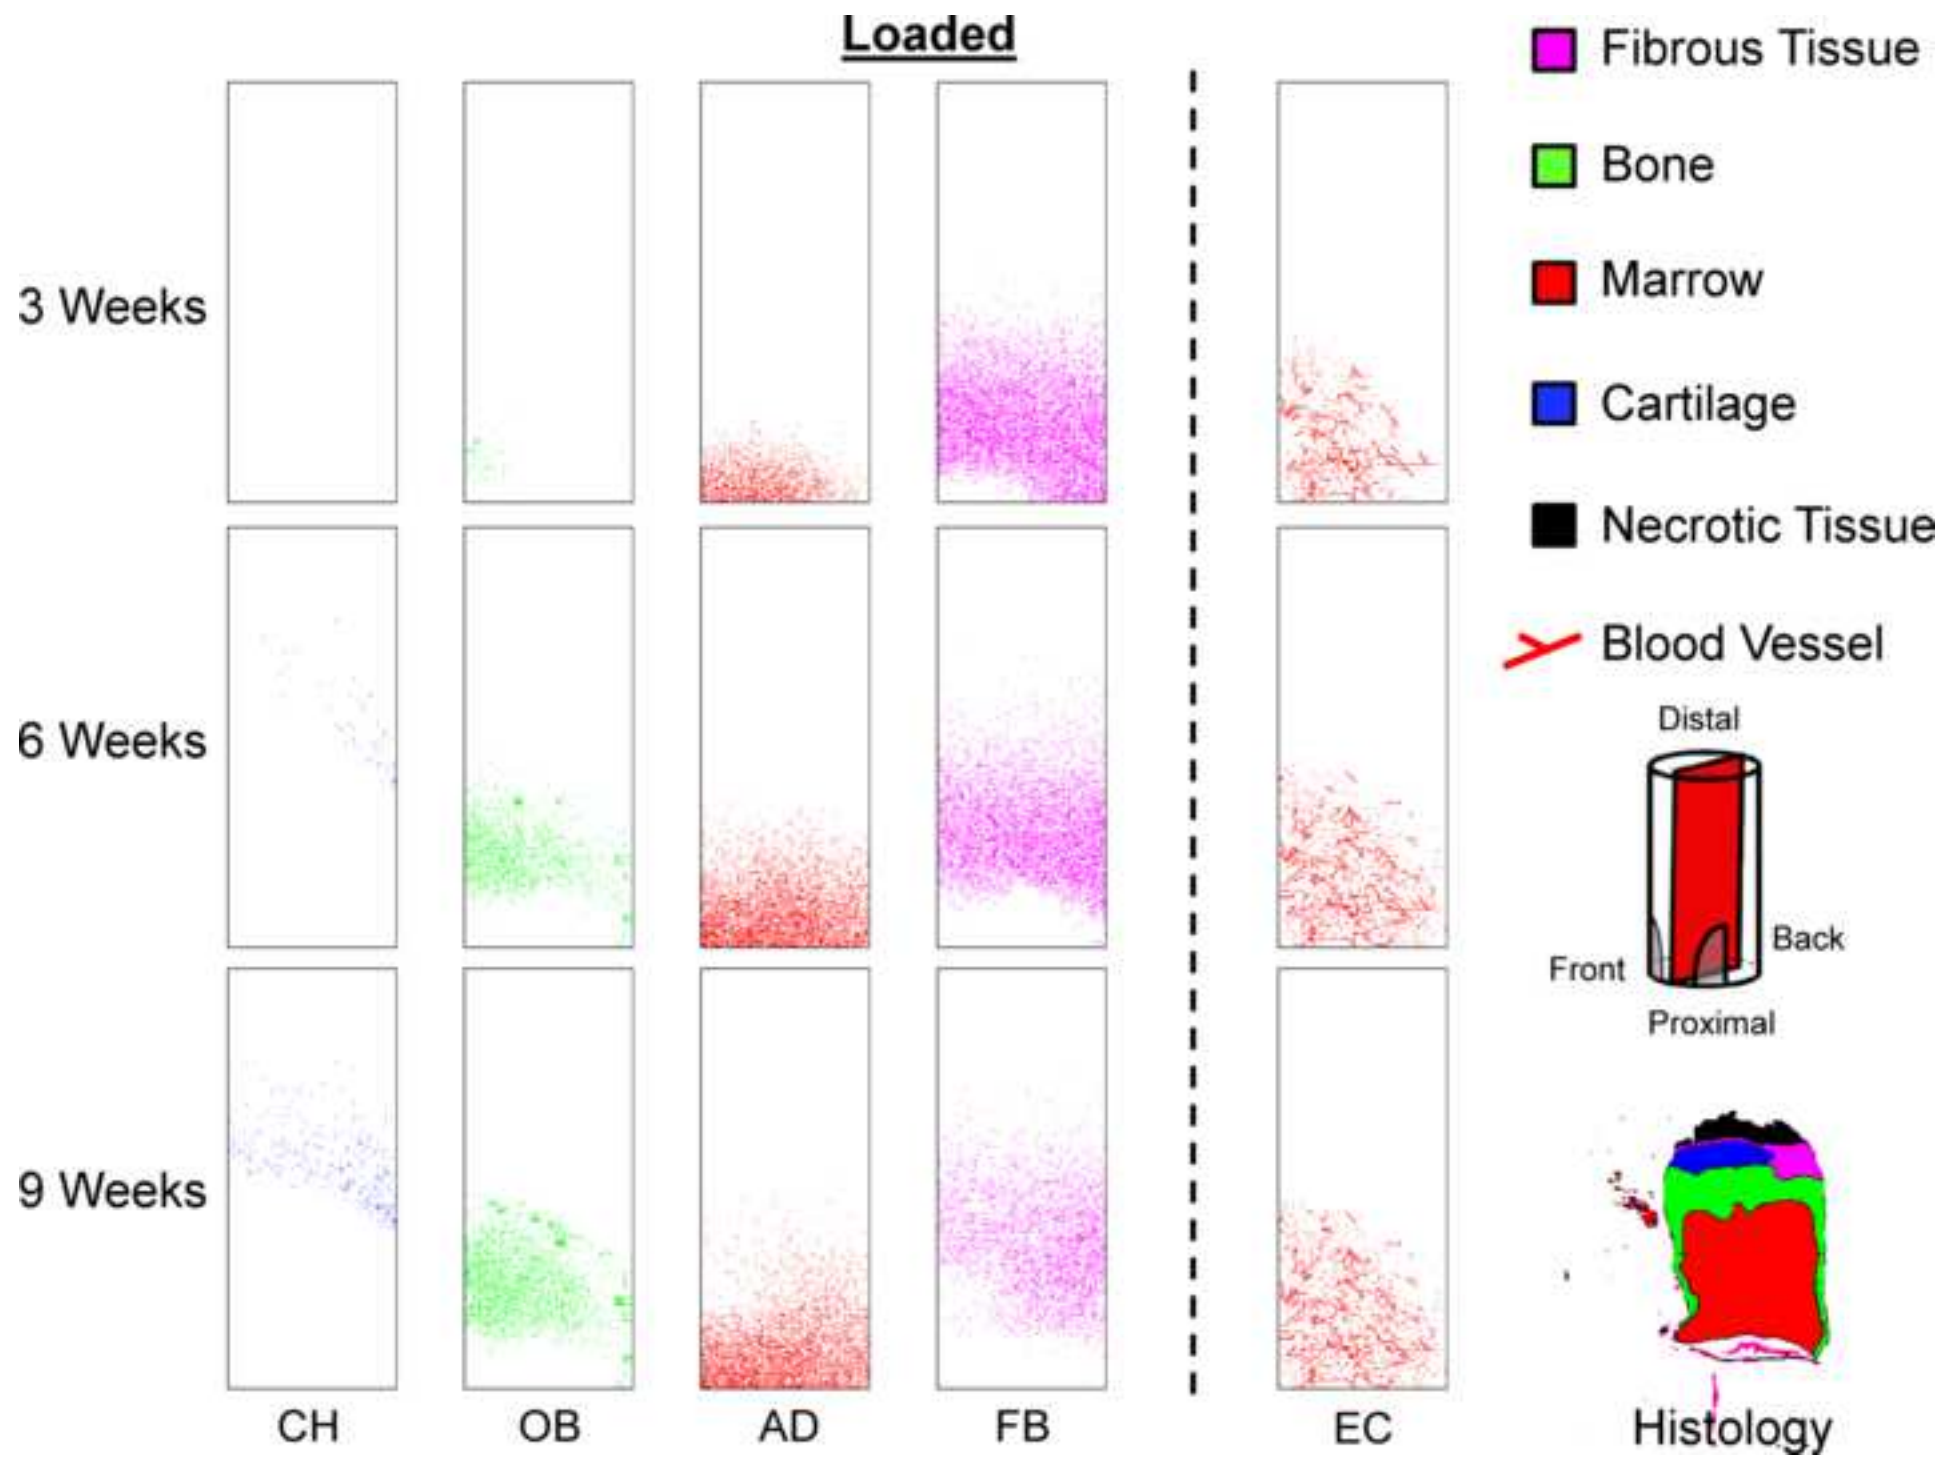 Loaded
3 Weeks
6 Weeks
9 Weeks
CH
OB
AD
FB
EC
Fibrous Tissue
Bone
Marrow
Cartilage
Necrotic Tissue
Blood Vessel
Distal
Front
Back
Proximal
Histology